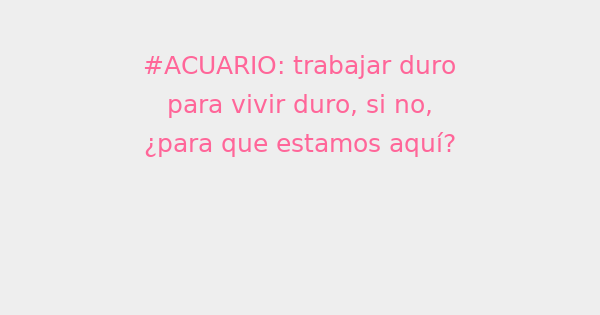 #ACUARIO: trabajar duro
para vivir duro, si no,
¿para que estamos aquí?